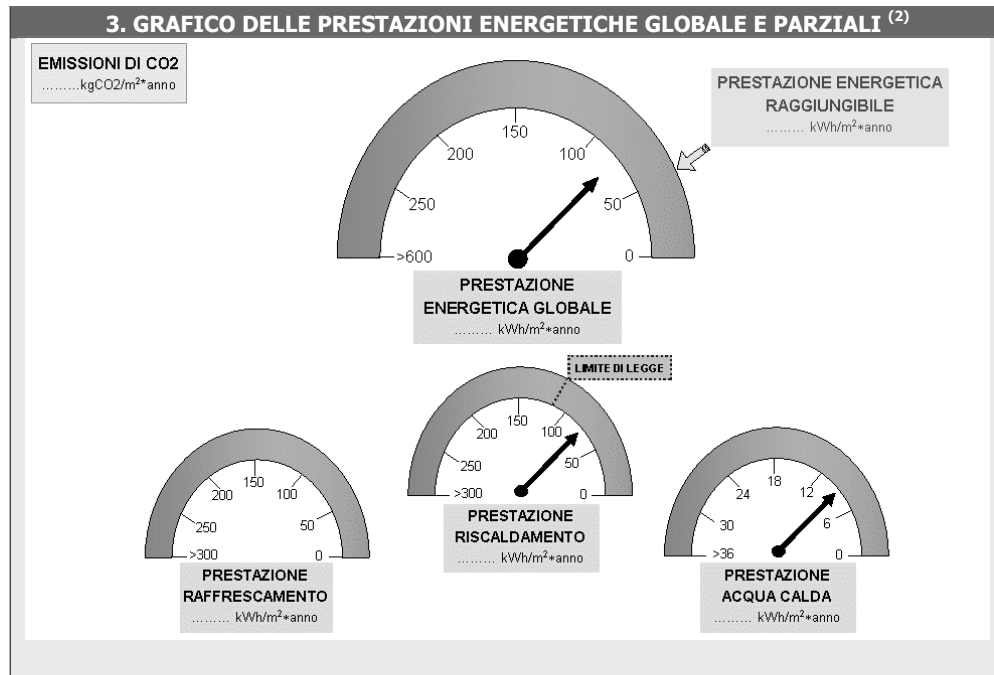 3. GRAFICO DELLE PRESTAZIONI ENERGETICHE GLOBALE E PARZIALI (2)
EMISSIONI DI CO2
.........kgCO2/m²*anno
PRESTAZIONE ENERGETICA
RAGGIUNGIBILE
......... kWh/m²*anno
150
200
100
250
50
>600
0
PRESTAZIONE
ENERGETICA GLOBALE
......... kWh/m²*anno
LIMITE DI LEGGE
150
200
100
250
50
>300
0
PRESTAZIONE
RISCALDAMENTO
......... kWh/m²*anno
150
200
100
250
50
>300
0
PRESTAZIONE
RAFFRESCAMENTO
......... kWh/m²*anno
18
24
12
30
6
>36
0
PRESTAZIONE
ACQUA CALDA
......... kWh/m²*anno